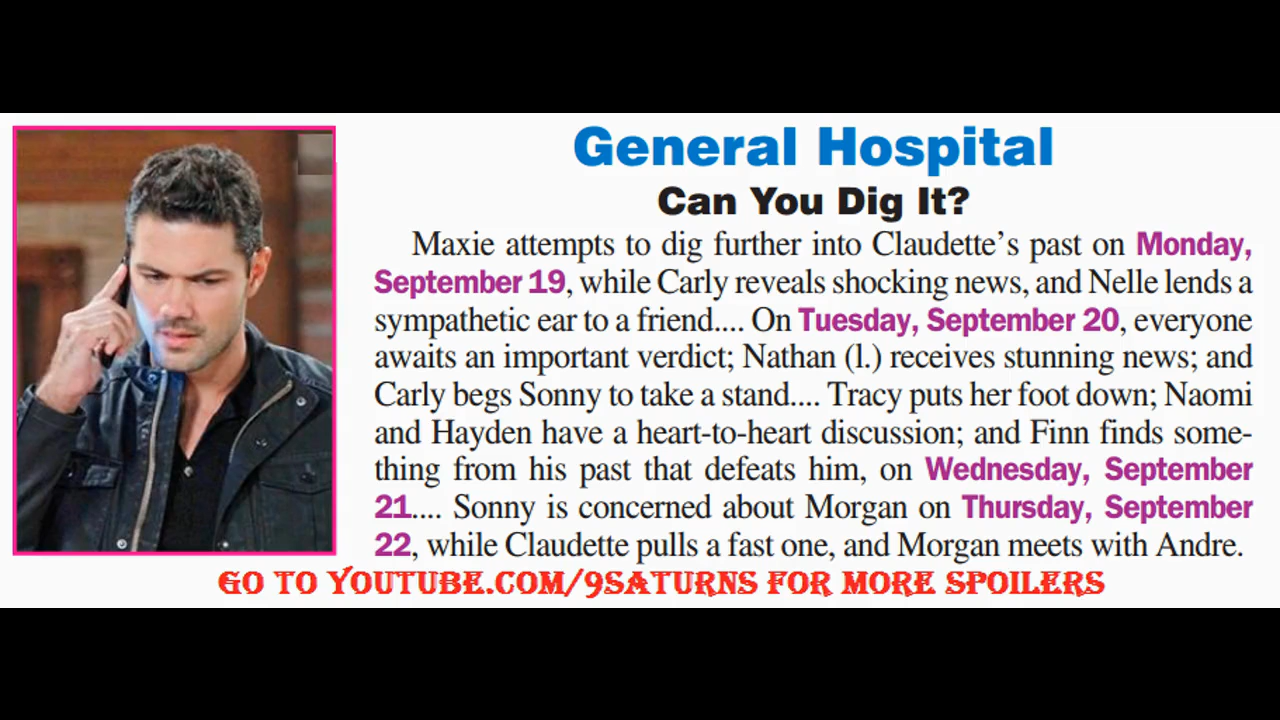 General Hospital
Can You Dig It?
Maxie attempts to dig further into Claudette's past on Monday,
September 19, while Carly reveals shocking news, and Nelle lends a
sympathetic ear to a friend.... On Tuesday, September 20, everyone
awaits an important verdict; Nathan (l.) receives stunning news; and
Carly begs Sonny to take a stand.... Tracy puts her foot down; Naomi
and Hayden have a heart-to-heart discussion; and Finn finds some-
thing from his past that defeats him, on Wednesday, September
21.... Sonny is concerned about Morgan on Thursday, September
22, while Claudette pulls a fast one, and Morgan meets with Andre.
GO TO YOUTUBE.COM/9SATURNS FOR MORE SPOILERS